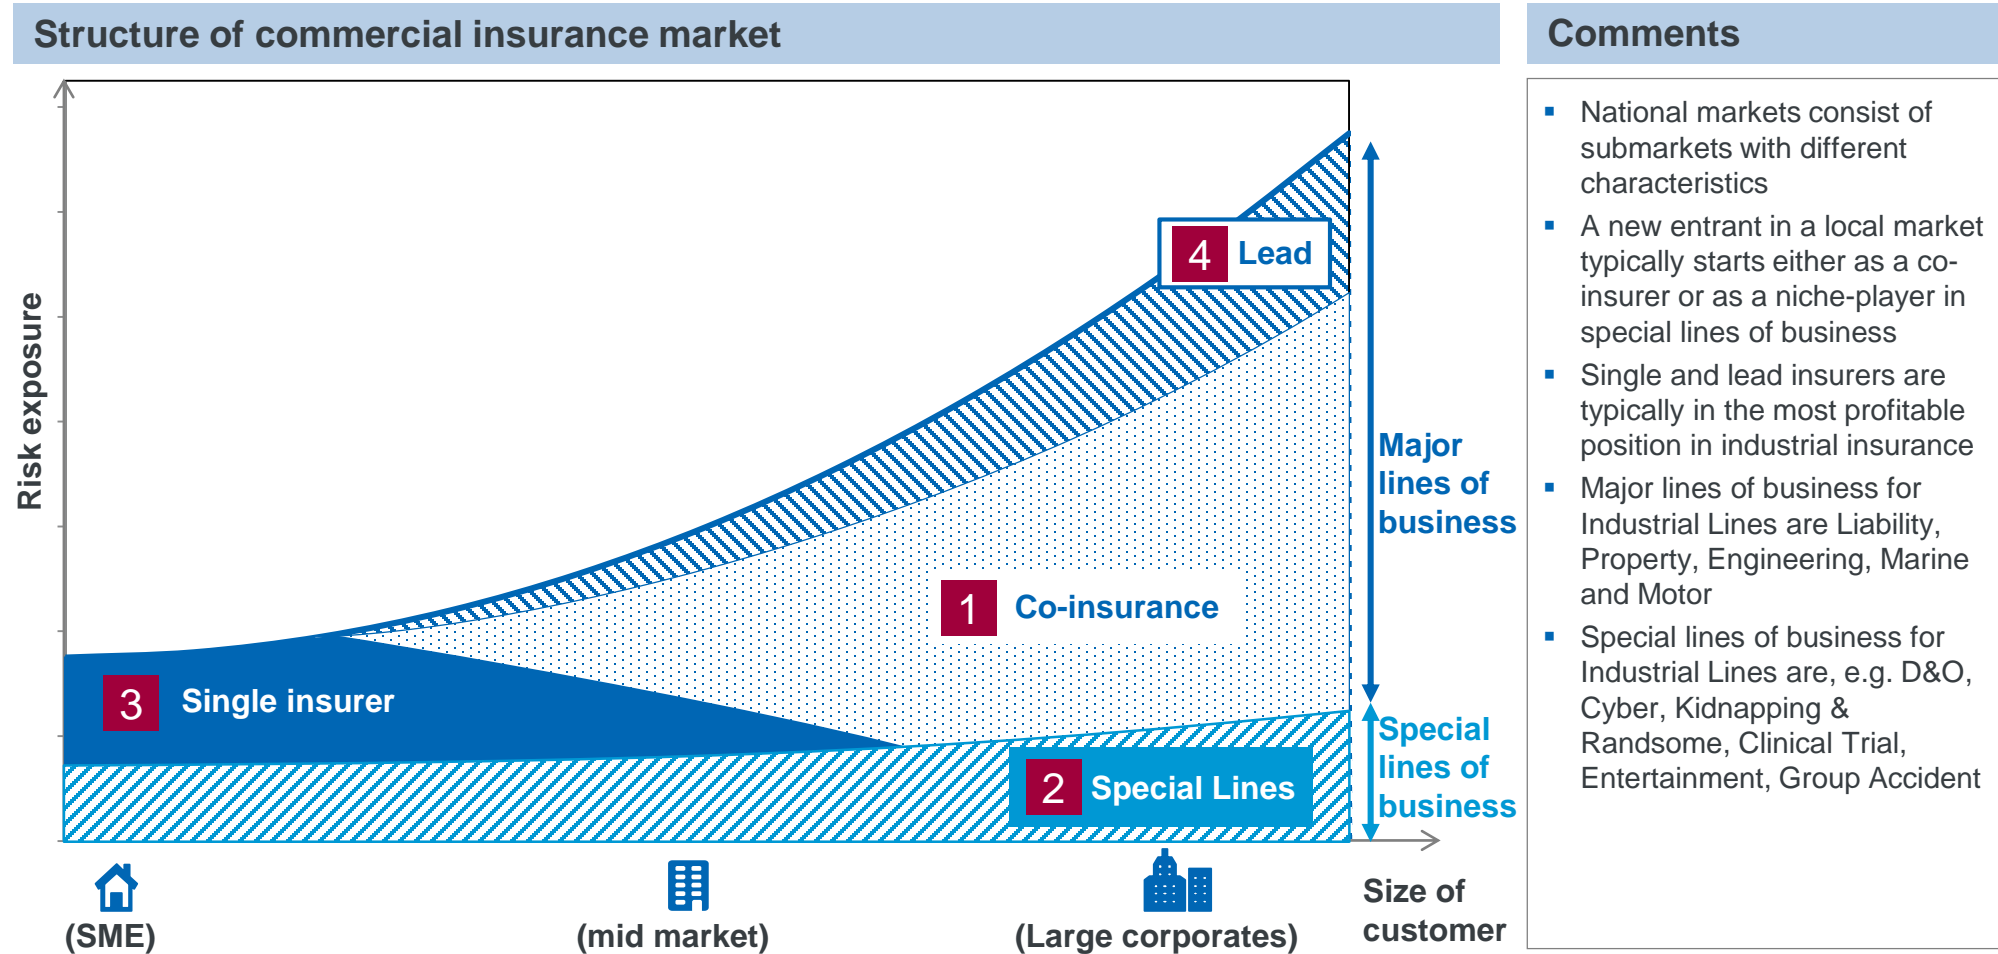 Structure of commercial insurance market
Risk exposure
4 Lead
1 Co-insurance
3 Single insurer
2 Special Lines
Major
lines of
business
Special
lines of
business
(SME)
(mid market)
(Large corporates)
Size of
customer
Comments
▪ National markets consist of
submarkets with different
characteristics
▪ A new entrant in a local market
typically starts either as a co-
insurer or as a niche-player in
special lines of business
▪ Single and lead insurers are
typically in the most profitable
position in industrial insurance
▪ Major lines of business for
Industrial Lines are Liability,
Property, Engineering, Marine
and Motor
▪ Special lines of business for
Industrial Lines are, e.g. D&O,
Cyber, Kidnapping &
Randsome, Clinical Trial,
Entertainment, Group Accident